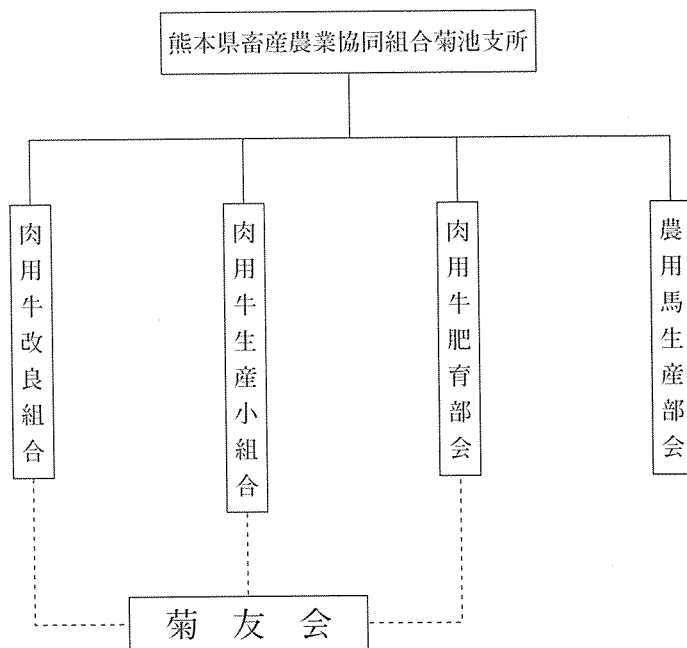 熊本県畜産農業協同組合菊池支所
肉用牛改良組合
肉用牛生産小組合
肉用牛肥育部会
農用馬生産部会
菊友会